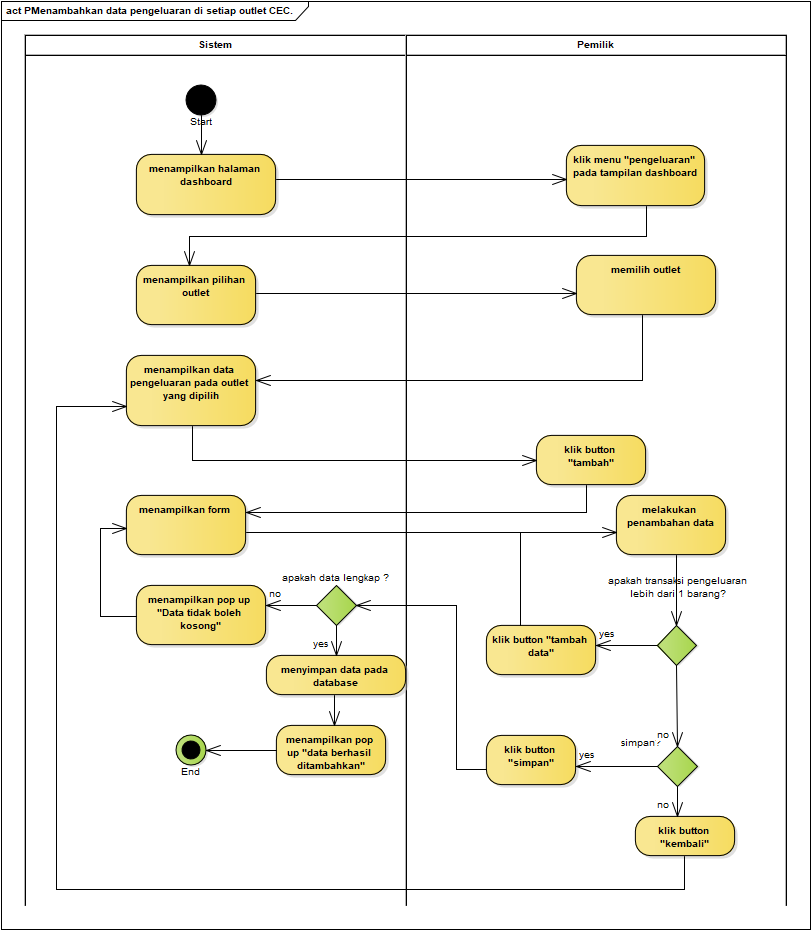 act PMenambahkan data pengeluaran di setiap outlet CEC.
Sistem
Pemilik
Start
menampilkan halaman
dashboard
klik menu "pengeluaran"
pada tampilan dashboard
menampilkan pilihan
outlet
memilih outlet
menampilkan data
pengeluaran pada outlet
yang dipilih
klik button
"tambah"
menampilkan form
melakukan
penambahan data
apakah data lengkap ?
apakah transaksi pengeluaran
lebih dari 1 barang?
no
menampilkan pop up
"Data tidak boleh
kosong"
yes
yes
klik button "tambah
data"
menyimpan data pada
database
no
simpan?
menampilkan pop
up "data berhasil
ditambahkan"
End
klik button
"simpan"
yes
no
klik button
"kembali"